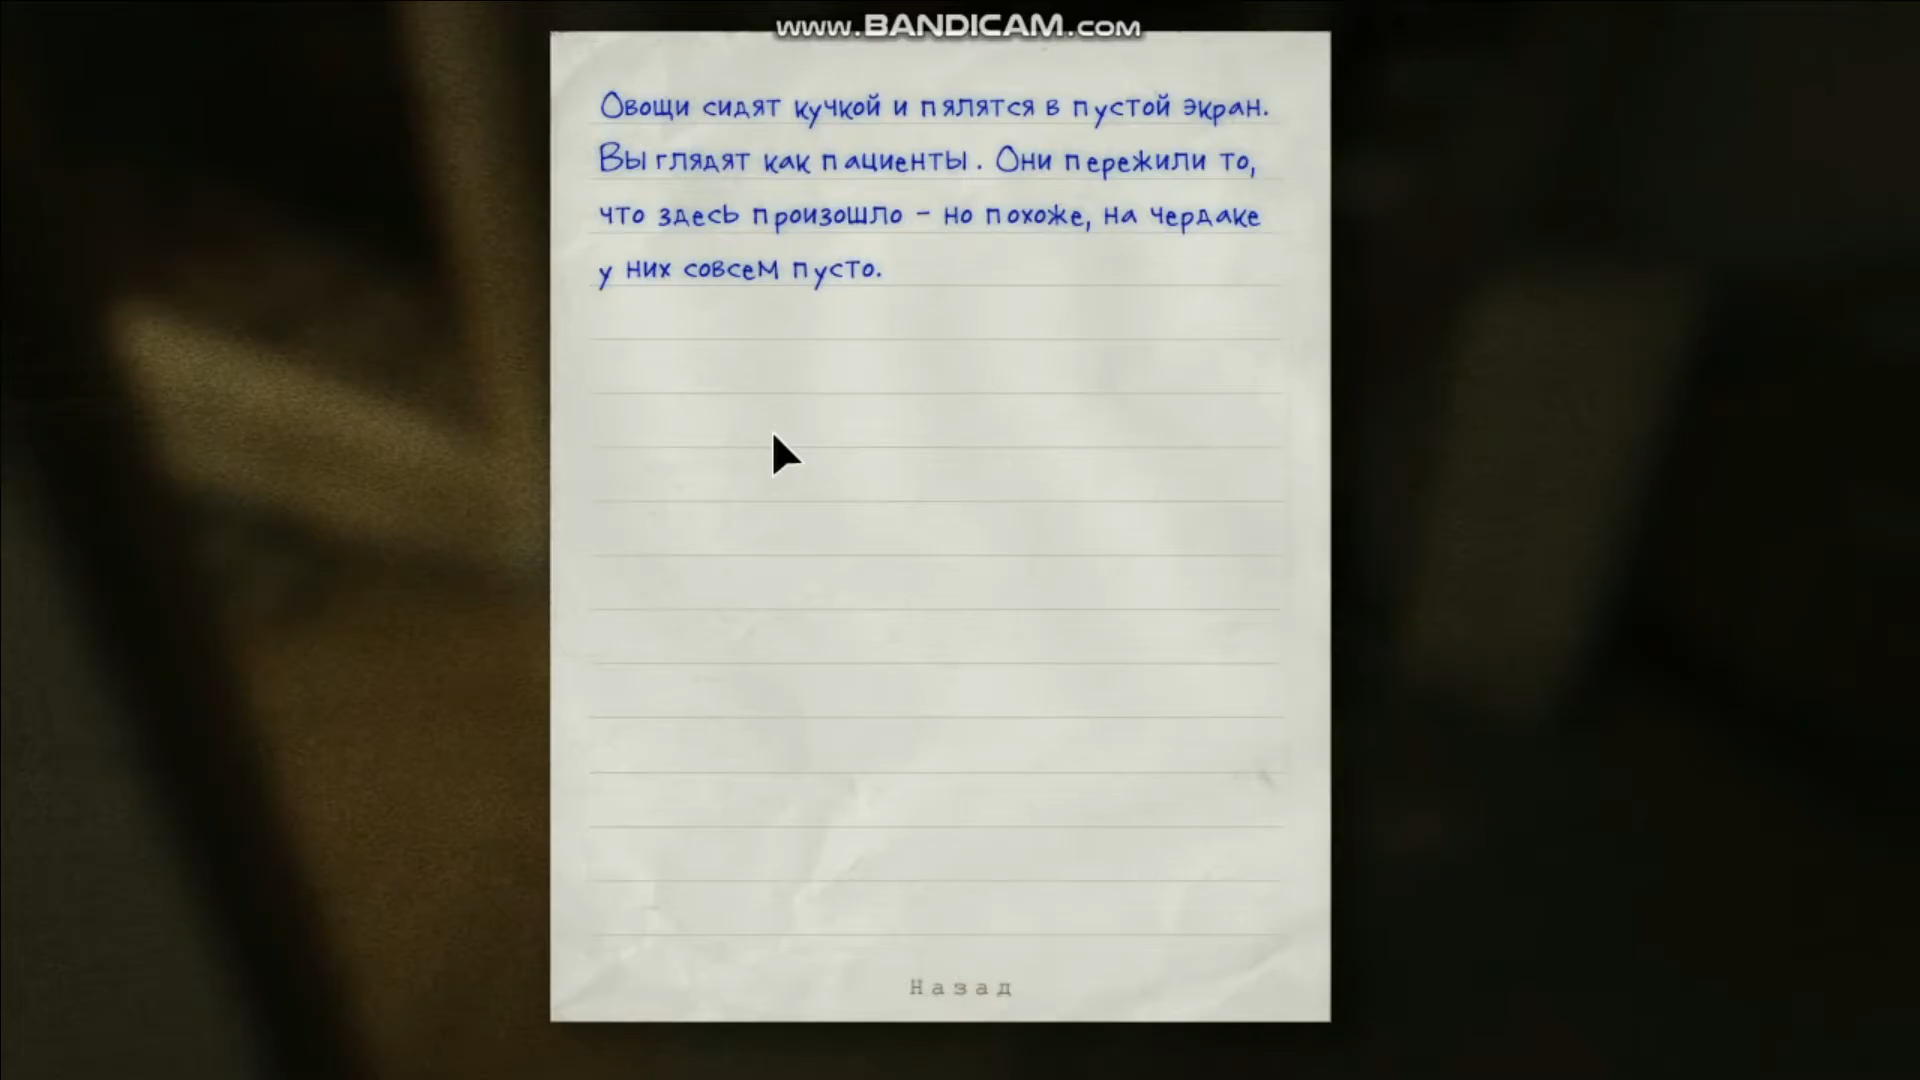 www.BANDICAM.com
Овощи сидят кучкой и пялятся в пустой экран.
Выглядят как пациенты. Они пережили то,
что здесь произошло - но похоже, на чердаке
у них совсем пусто.
Назад